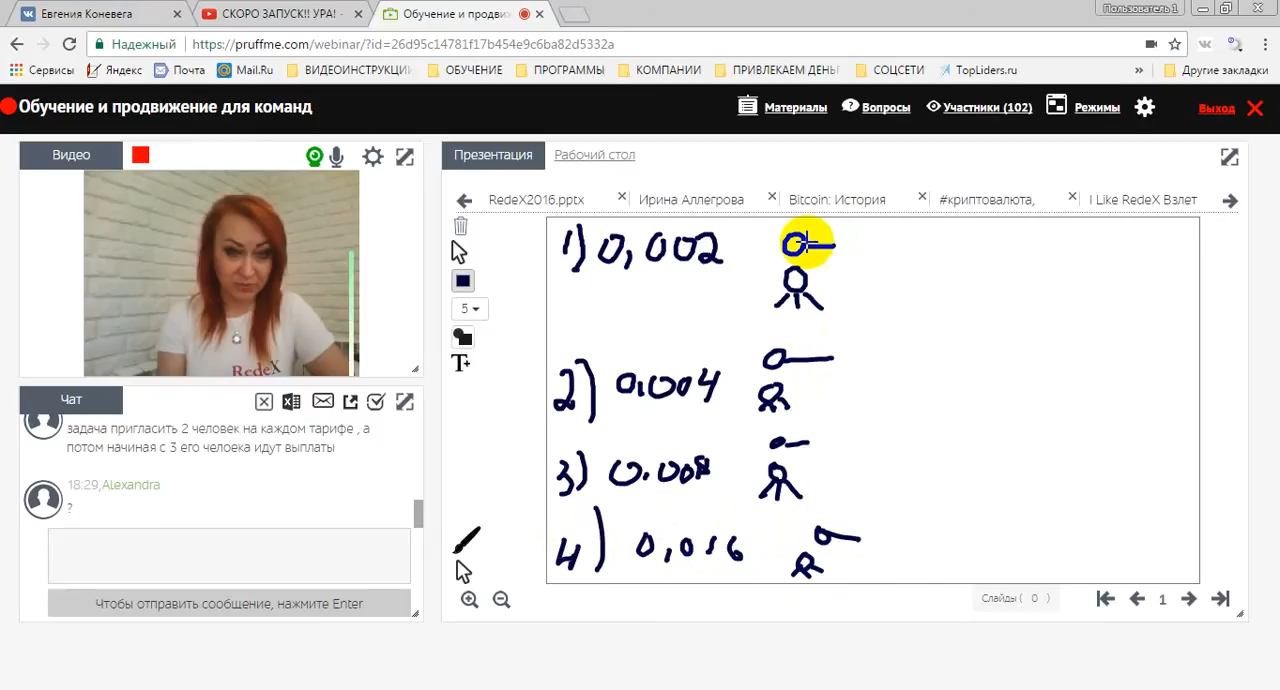 Евгения Коневега
СКОРО ЗАПУСК!! УРА! -
Обучение и продвиж
Пользователь 1
Надежный
https://pruffme.com/webinar/?id=26d95c14781f17b454e9c6ba82d5332a
Сервисы
Яндекс
Почта
Mail.Ru
ВИДЕОИНСТРУКЦИ
ОБУЧЕНИЕ
ПРОГРАММЫ
КОМПАНИИ
ПРИВЛЕКАЕМ ДЕНЬ
СОЦСЕТИ
TopLiders.ru
»
Другие закладки
Обучение и продвижение для команд
Материалы
Вопросы
Участники (102)
Режимы
Выход
Видео
Презентация
Рабочий стол
RedeX2016.pptx
Ирина Аллегрова
Bitcoin: История
#криптовалюта,
I Like RedeX Взлет
RedeX
5
T+
1) 0,002
2) 0.004
3) 0.008
4) 0,016
Чат
задача пригласить 2 человек на каждом тарифе , а
потом начиная с 3 его челоека идут выплаты
18:29,Alexandra
?
Чтобы отправить сообщение, нажмите Enter
Слайды ( 0 )
1